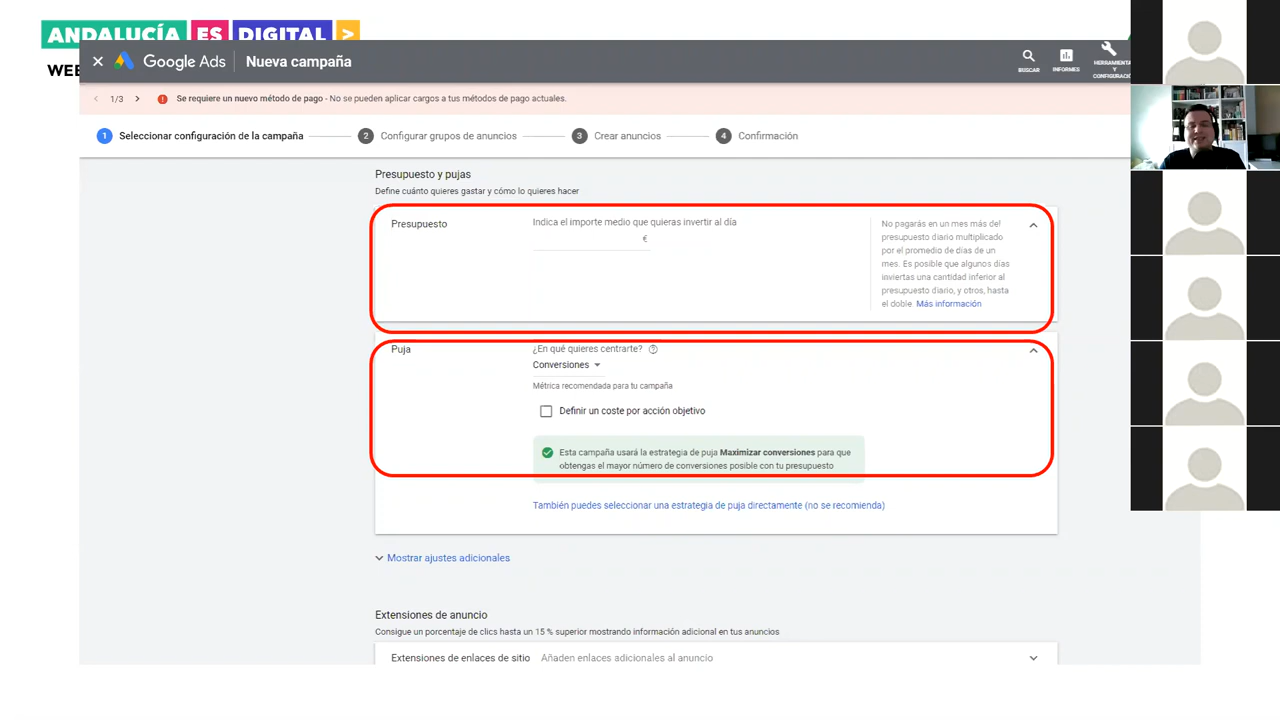 ANDALUCÍA ES DIGITAL >
WEB
× Google Ads Nueva campaña
BUSCAR
INFORMES
HERRAMIENTA
Y
CONFIGURACIÓ
1/3 Se requiere un nuevo método de pago - No se pueden aplicar cargos a tus métodos de pago actuales.
1 Seleccionar configuración de la campaña 2 Configurar grupos de anuncios 3 Crear anuncios 4 Confirmación
Presupuesto y pujas
Define cuánto quieres gastar y cómo lo quieres hacer
Presupuesto
Indica el importe medio que quieras invertir al día
€
No pagarás en un mes más del
presupuesto diario multiplicado
por el promedio de días de un
mes. Es posible que algunos días
inviertas una cantidad inferior al
presupuesto diario, y otros, hasta
el doble. Más información
Puja
¿En qué quieres centrarte?
Conversiones
Métrica recomendada para tu campaña
Definir un coste por acción objetivo
Esta campaña usará la estrategia de puja Maximizar conversiones para que
obtengas el mayor número de conversiones posible con tu presupuesto
También puedes seleccionar una estrategia de puja directamente (no se recomienda)
Mostrar ajustes adicionales
Extensiones de anuncio
Consigue un porcentaje de clics hasta un 15 % superior mostrando información adicional en tus anuncios
Extensiones de enlaces de sitio Añaden enlaces adicionales al anuncio